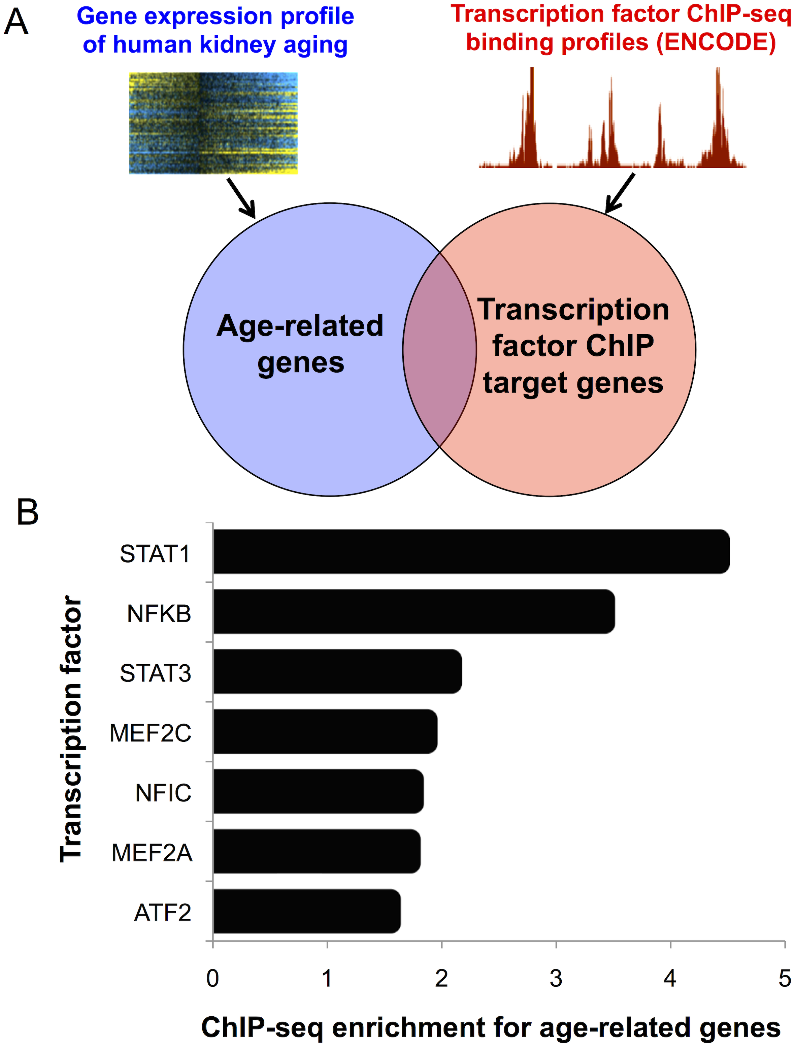 A
Gene expression profile
of human kidney aging
Transcription factor ChIP-seq
binding profiles (ENCODE)
Age-related
genes
Transcription
factor ChIP
target genes
B
Transcription factor
STAT1
NFKB
STAT3
MEF2C
NFIC
MEF2A
ATF2
0 1 2 3 4 5
ChIP-seq enrichment for age-related genes